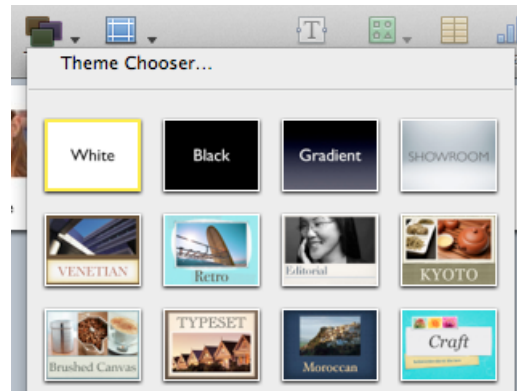 T
Theme Chooser...
White
Black
Gradient
SHOWROOM
VENETIAN
Retro
Editorial
KYOTO
Brushed Canvas
TYPESET
Moroccan
Craft